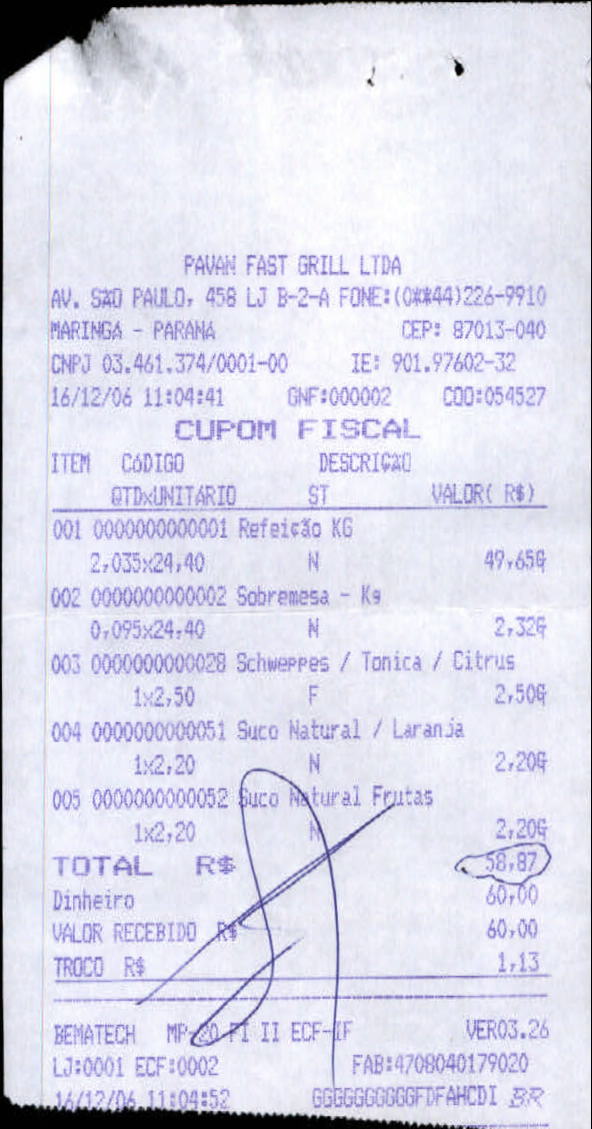 PAVAN FAST GRILL LTDA
AV. SÃO PAULO, 458 LJ B-2-A FONE:(0**44)226-9910
MARINGA - PARANA CEP: 87013-040
CNPJ 03.461.374/0001-00 IE: 901.97602-32
16/12/06 11:04:41 GNF:000002 COO:054527
CUPOM FISCAL
ITEM CóDIGO DESCRIÇÃO
QTDxUNITARIO ST VALOR( R$)
001 0000000000001 Refeição KG
2,035x24,40 N 49,65G
002 0000000000002 Sobremesa - Kg
0,095x24,40 N 2,32G
003 0000000000028 Schweppes / Tonica / Citrus
1x2,50 F 2,50G
004 0000000000051 Suco Natural / Laranja
1x2,20 N 2,20G
005 0000000000052 Suco Natural Frutas
1x2,20 N 2,20G
TOTAL R$ 58,87
Dinheiro 60,00
VALOR RECEBIDO R$ 60,00
TROCO R$ 1,13
BEMATECH MP-20 FI II ECF-IF VER03.26
LJ:0001 ECF:0002 FAB:4708040179020
16/12/06 11:04:52 GGGGGGGGGGFDFAHCDI BR